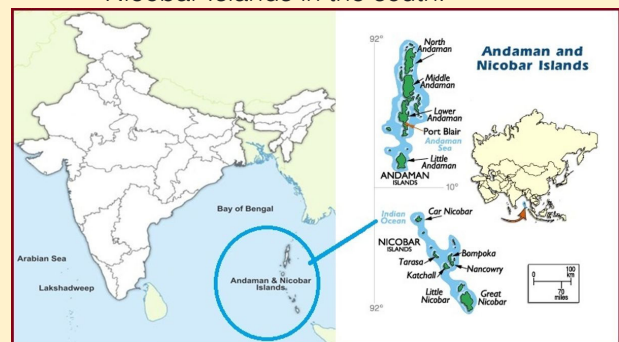 Nicobar Islands in the south.
Bay of Bengal
Arabian Sea
Lakshadweep
Andaman & Nicobar
Islands
Andaman and
Nicobar Islands
92°
North
Andaman
Middle
Andaman
Lower
Andaman
Port Blair
Andaman
Sea
Little
Andaman
ANDAMAN
ISLANDS
10°
Indian
Ocean
Car Nicobar
NICOBAR
ISLANDS
Bompoka
Tarasa
Nancowry
Katchall
Little
Nicobar
Great
Nicobar
92°
0 100
km
70
miles